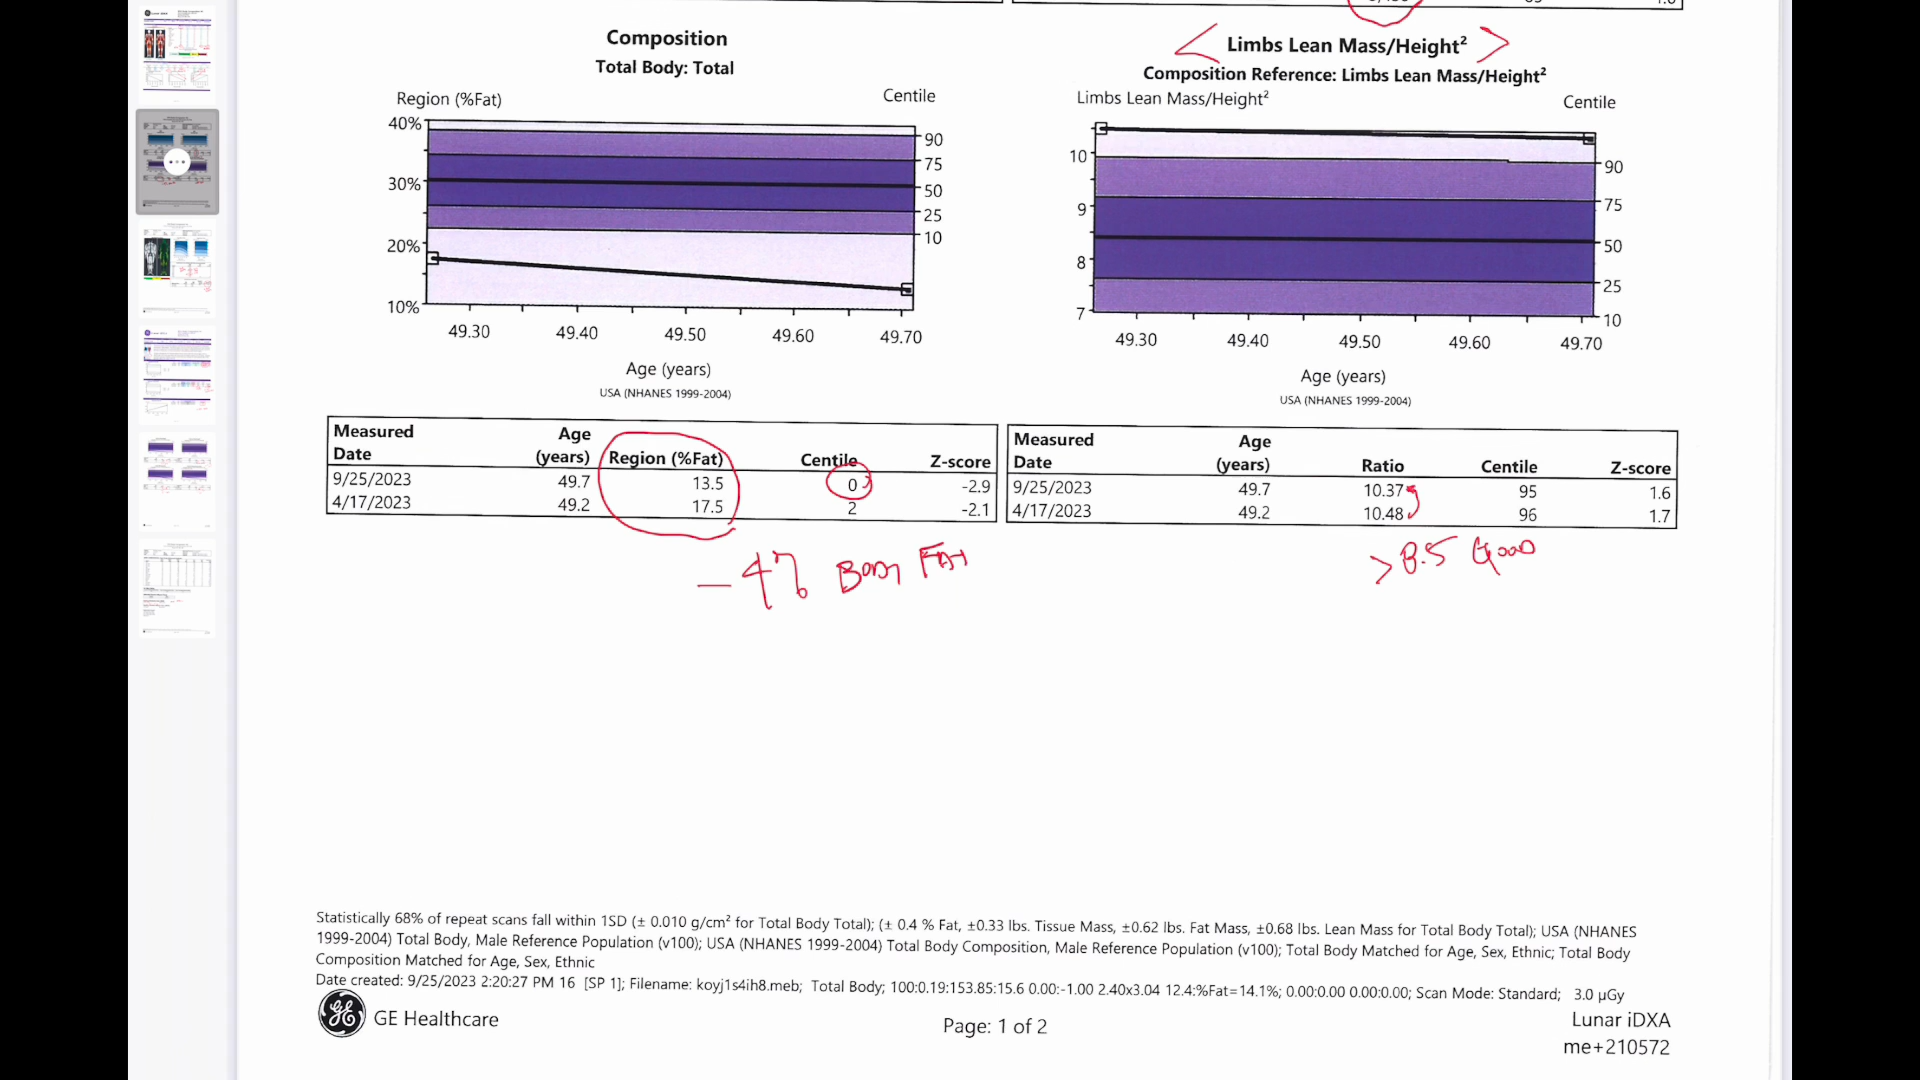 Composition
Total Body: Total
Region (%Fat)
Centile
40%
30%
20%
10%
90
75
50
25
10
49.30 49.40 49.50 49.60 49.70
Age (years)
USA (NHANES 1999-2004)
Limbs Lean Mass/Height²
Composition Reference: Limbs Lean Mass/Height²
Limbs Lean Mass/Height²
Centile
10
9
8
7
90
75
50
25
10
49.30 49.40 49.50 49.60 49.70
Age (years)
USA (NHANES 1999-2004)
Measured Age
Date (years) Region (%Fat) Centile Z-score
9/25/2023 49.7 13.5 0 -2.9
4/17/2023 49.2 17.5 2 -2.1
- 4% Body Fat
Measured Age
Date (years) Ratio Centile Z-score
9/25/2023 49.7 10.37 95 1.6
4/17/2023 49.2 10.48 96 1.7
> 8.5 Good
Statistically 68% of repeat scans fall within 1SD (± 0.010 g/cm² for Total Body Total); (± 0.4 % Fat, ±0.33 lbs. Tissue Mass, ±0.62 lbs. Fat Mass, ±0.68 lbs. Lean Mass for Total Body Total); USA (NHANES
1999-2004) Total Body, Male Reference Population (v100); USA (NHANES 1999-2004) Total Body Composition, Male Reference Population (v100); Total Body Matched for Age, Sex, Ethnic; Total Body
Composition Matched for Age, Sex, Ethnic
Date created: 9/25/2023 2:20:27 PM 16 [SP 1]; Filename: koyj1s4ih8.meb; Total Body; 100:0.19:153.85:15.6 0.00:-1.00 2.40x3.04 12.4:%Fat=14.1%; 0.00:0.00 0.00:0.00; Scan Mode: Standard; 3.0 µGy
GE Healthcare
Page: 1 of 2
Lunar iDXA
me+210572